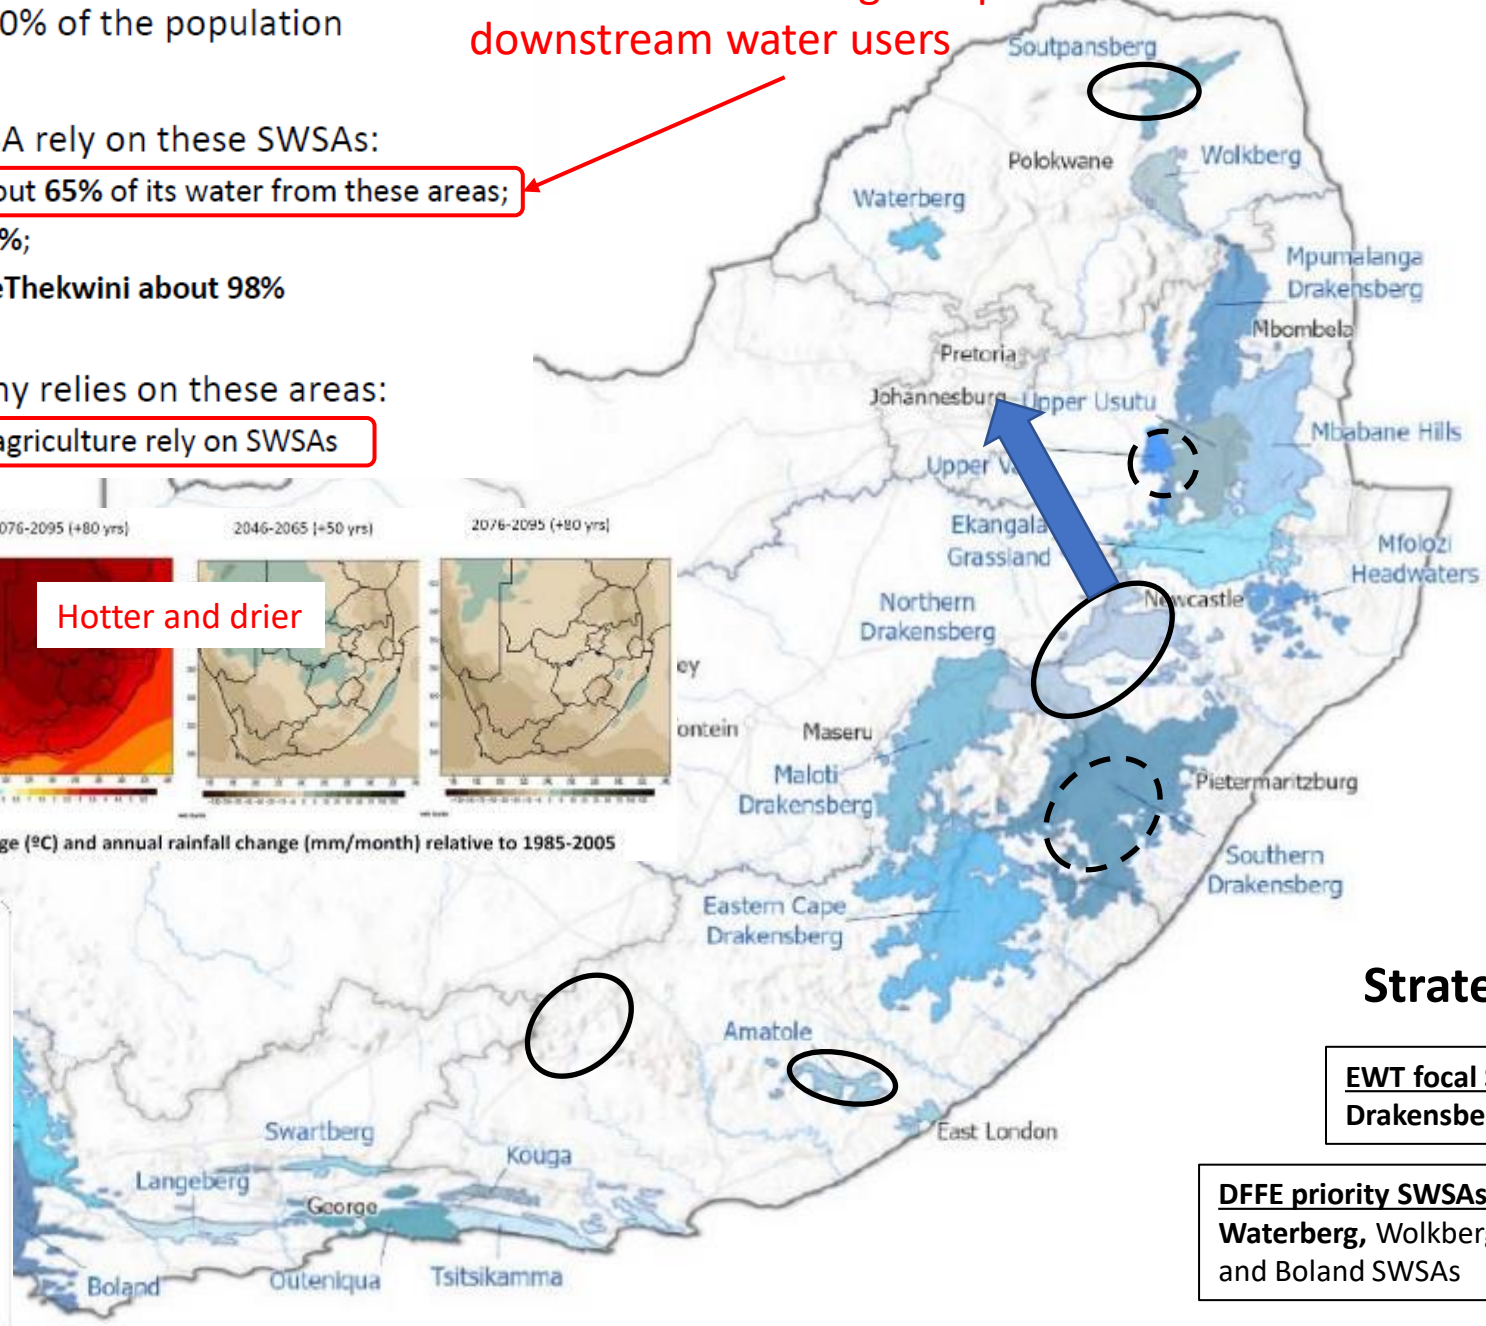 0% of the population
downstream water users
A rely on these SWSAs:
out 65% of its water from these areas;
%;
eThekwini about 98%
ny relies on these areas:
agriculture rely on SWSAs
076-2095 (+80 yrs)
2046-2065 (+50 yrs)
2076-2095 (+80 yrs)
Hotter and drier
ge (ºC) and annual rainfall change (mm/month) relative to 1985-2005
Soutpansberg
Polokwane
Wolkberg
Waterberg
Mpumalanga
Drakensberg
Mbombela
Pretoria
Johannesburg
Upper Usutu
Mbabane Hills
Upper Va
Ekangala
Grassland
Mfolozi
Headwaters
Newcastle
Northern
Drakensberg
ey
ontein
Maseru
Maloti
Drakensberg
Pietermaritzburg
Southern
Drakensberg
Eastern Cape
Drakensberg
Amatole
East London
Swartberg
Kouga
Langeberg
George
Boland
Outeniqua
Tsitsikamma
Strate
EWT focal
Drakensbe
DFFE priority SWSAs
Waterberg, Wolkberg
and Boland SWSAs